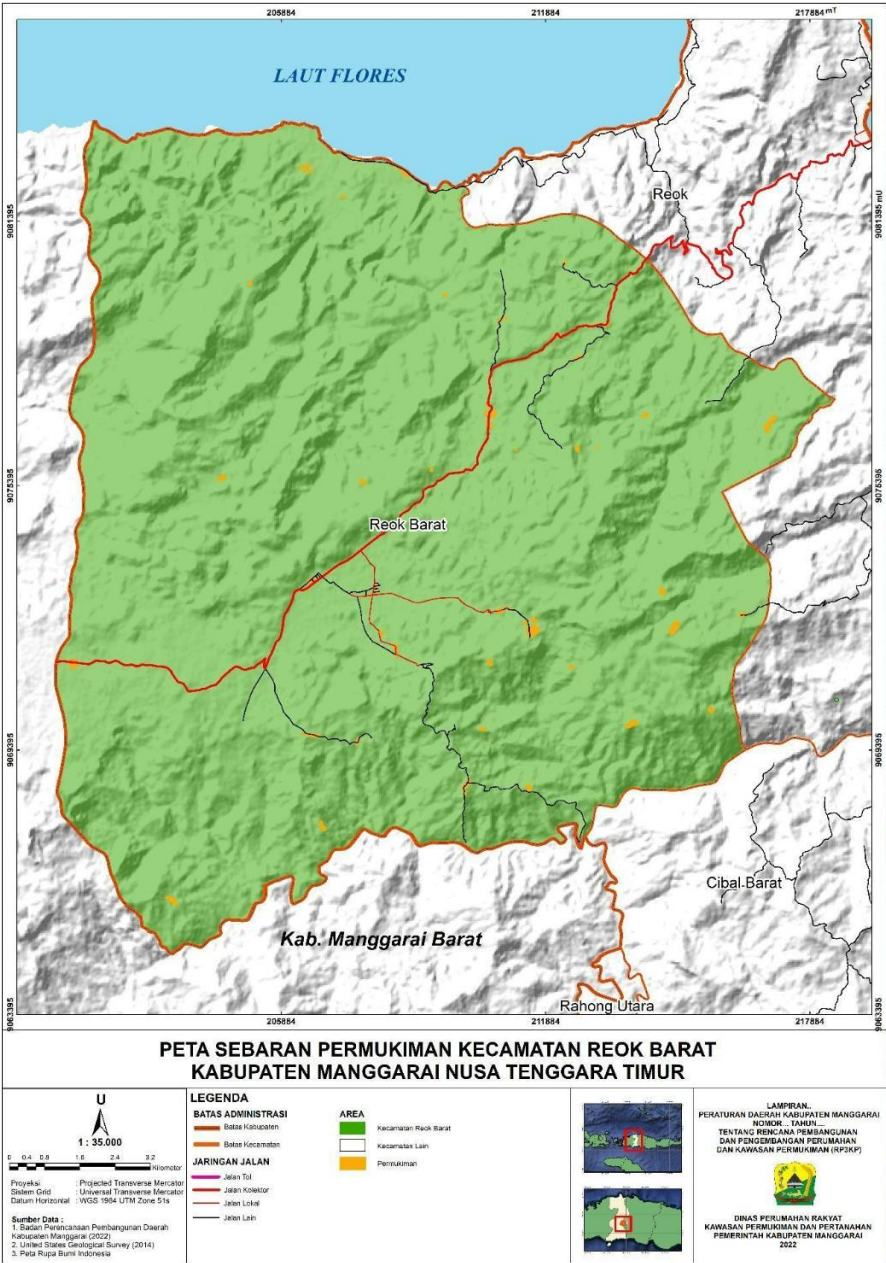 205884 211884 217884 mT
LAUT FLORES
Reok
9081395 9081395 mU
9075395 9075395
Reok Barat
9069395 9069395
Cibal Barat
Kab. Manggarai Barat
Rahong Utara
9063395 9063395
205884 211884 217884
PETA SEBARAN PERMUKIMAN KECAMATAN REOK BARAT
KABUPATEN MANGGARAI NUSA TENGGARA TIMUR
U
1 : 35.000
0 0.4 0.8 1.6 2.4 3.2
Kilometer
Proyeksi : Projected Transverse Mercator
Sistem Grid : Universal Transverse Mercator
Datum Horizontal : WGS 1984 UTM Zone 51s
Sumber Data :
1. Badan Perencanaan Pembangunan Daerah
Kabupaten Manggarai (2022)
2. United States Geological Survey (2014)
3. Peta Rupa Bumi Indonesia
LEGENDA
BATAS ADMINISTRASI
Batas Kabupaten
Batas Kecamatan
JARINGAN JALAN
Jalan Tol
Jalan Kolektor
Jalan Lokal
Jalan Lain
AREA
Kecamatan Reok Barat
Kecamatan Lain
Permukiman
LAMPIRAN..
PERATURAN DAERAH KABUPATEN MANGGARAI
NOMOR... TAHUN....
TENTANG RENCANA PEMBANGUNAN
DAN PENGEMBANGAN PERUMAHAN
DAN KAWASAN PERMUKIMAN (RP3KP)
DINAS PERUMAHAN RAKYAT
KAWASAN PERMUKIMAN DAN PERTANAHAN
PEMERINTAH KABUPATEN MANGGARAI
2022